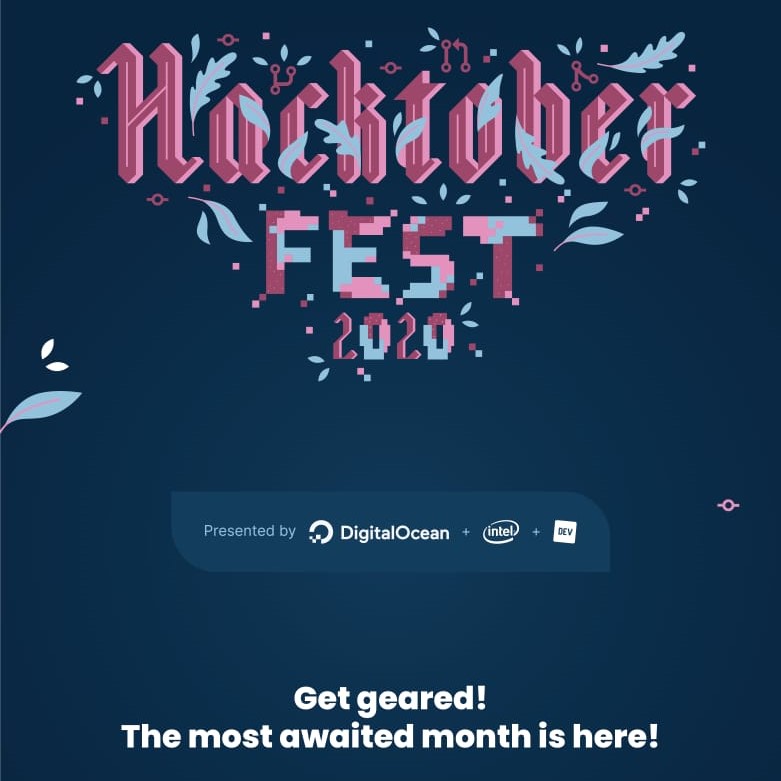 Hacktober
FEST
2020
Presented by DigitalOcean + intel + DEV
Get geared!
The most awaited month is here!